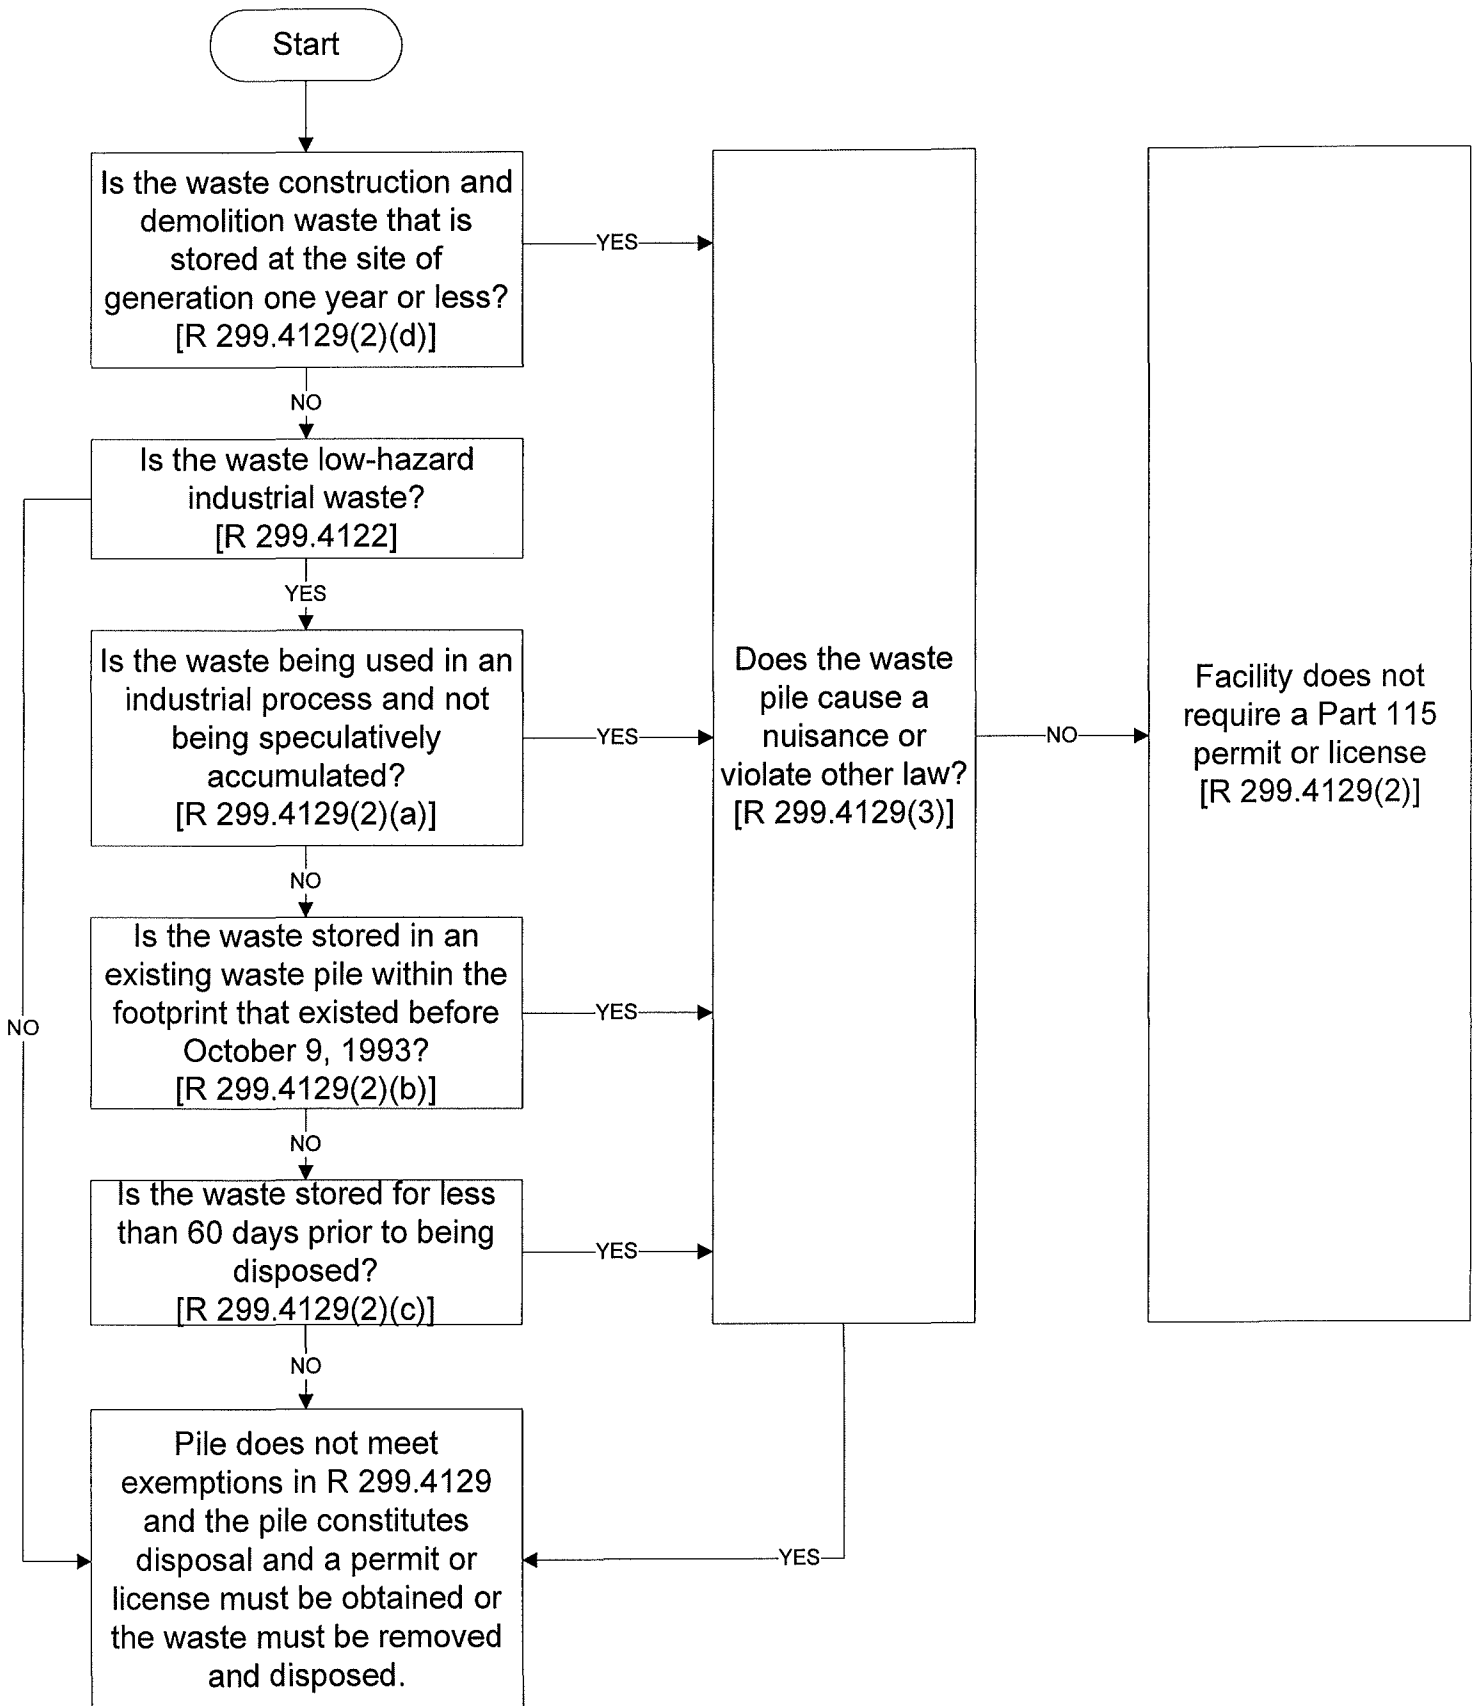 Start
Is the waste construction and
demolition waste that is
stored at the site of
generation one year or less?
[R 299.4129(2)(d)]
YES
NO
Is the waste low-hazard
industrial waste?
[R 299.4122]
YES
Is the waste being used in an
industrial process and not
being speculatively
accumulated?
[R 299.4129(2)(a)]
YES
NO
Is the waste stored in an
existing waste pile within the
footprint that existed before
October 9, 1993?
[R 299.4129(2)(b)]
YES
NO
NO
Is the waste stored for less
than 60 days prior to being
disposed?
[R 299.4129(2)(c)]
YES
NO
Pile does not meet
exemptions in R 299.4129
and the pile constitutes
disposal and a permit or
license must be obtained or
the waste must be removed
and disposed.
Does the waste
pile cause a
nuisance or
violate other law?
[R 299.4129(3)]
NO
YES
Facility does not
require a Part 115
permit or license
[R 299.4129(2)]